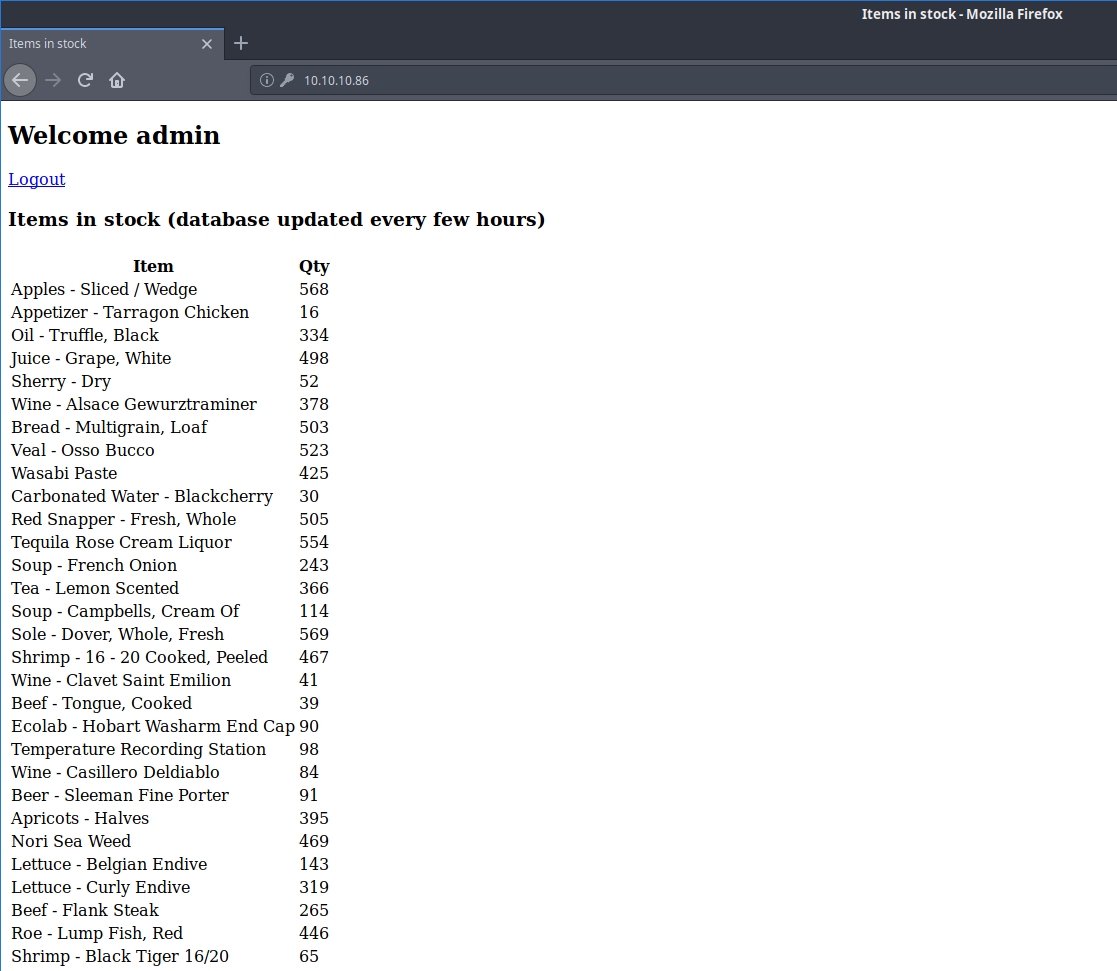 Items in stock - Mozilla Firefox
Items in stock
10.10.10.86
Welcome admin
Logout
Items in stock (database updated every few hours)
Item Qty
Apples - Sliced / Wedge 568
Appetizer - Tarragon Chicken 16
Oil - Truffle, Black 334
Juice - Grape, White 498
Sherry - Dry 52
Wine - Alsace Gewurztraminer 378
Bread - Multigrain, Loaf 503
Veal - Osso Bucco 523
Wasabi Paste 425
Carbonated Water - Blackcherry 30
Red Snapper - Fresh, Whole 505
Tequila Rose Cream Liquor 554
Soup - French Onion 243
Tea - Lemon Scented 366
Soup - Campbells, Cream Of 114
Sole - Dover, Whole, Fresh 569
Shrimp - 16 - 20 Cooked, Peeled 467
Wine - Clavet Saint Emilion 41
Beef - Tongue, Cooked 39
Ecolab - Hobart Washarm End Cap 90
Temperature Recording Station 98
Wine - Casillero Deldiablo 84
Beer - Sleeman Fine Porter 91
Apricots - Halves 395
Nori Sea Weed 469
Lettuce - Belgian Endive 143
Lettuce - Curly Endive 319
Beef - Flank Steak 265
Roe - Lump Fish, Red 446
Shrimp - Black Tiger 16/20 65